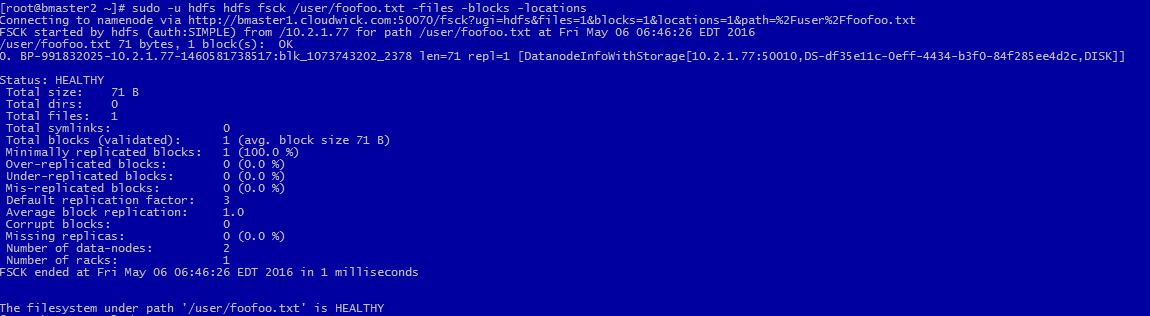 [root@bmaster2 ~]# sudo -u hdfs hdfs fsck /user/foofoo.txt -files -blocks -locations
Connecting to namenode via http://bmaster1.cloudwick.com:50070/fsck?ugi=hdfs&files=1&blocks=1&locations=1&path=%2Fuser%2Ffoofoo.txt
FSCK started by hdfs (auth:SIMPLE) from /10.2.1.77 for path /user/foofoo.txt at Fri May 06 06:46:26 EDT 2016
/user/foofoo.txt 71 bytes, 1 block(s):  OK
0. BP-991832025-10.2.1.77-1460581738517:blk_1073743202_2378 len=71 repl=1 [DatanodeInfoWithStorage[10.2.1.77:50010,DS-df35e11c-0eff-4434-b3f0-84f285ee4d2c,DISK]]
Status: HEALTHY
Total size:    71 B
Total dirs:    0
Total files:   1
Total symlinks:                0
Total blocks (validated):      1 (avg. block size 71 B)
Minimally replicated blocks:   1 (100.0 %)
Over-replicated blocks:        0 (0.0 %)
Under-replicated blocks:       0 (0.0 %)
Mis-replicated blocks:         0 (0.0 %)
Default replication factor:    3
Average block replication:     1.0
Corrupt blocks:                0
Missing replicas:              0 (0.0 %)
Number of data-nodes:          2
Number of racks:               1
FSCK ended at Fri May 06 06:46:26 EDT 2016 in 1 milliseconds
The filesystem under path '/user/foofoo.txt' is HEALTHY